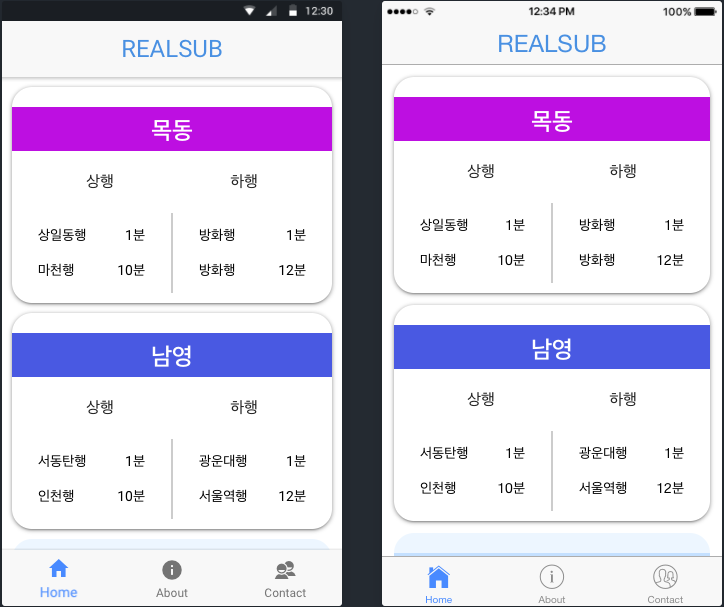 12:30
REALSUB
목동
상행 하행
상일동행 1분 방화행 1분
마천행 10분 방화행 12분
남영
상행 하행
서동탄행 1분 광운대행 1분
인천행 10분 서울역행 12분
Home About Contact
12:34 PM 100%
REALSUB
목동
상행 하행
상일동행 1분 방화행 1분
마천행 10분 방화행 12분
남영
상행 하행
서동탄행 1분 광운대행 1분
인천행 10분 서울역행 12분
Home About Contact